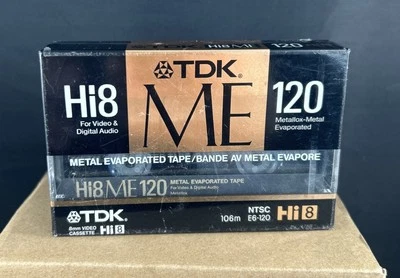 TDK
Hi8 ME 120
For Video &
Digital Audio
Metallox-Metal
Evaporated
METAL EVAPORATED TAPE/BANDE AV METAL EVAPORE
Hi8 ME 120 METAL EVAPORATED TAPE
For Video & Digital Audio
TDK 106m NTSC
E6-120 Hi8
8mm VIDEO
CASSETTE Hi8